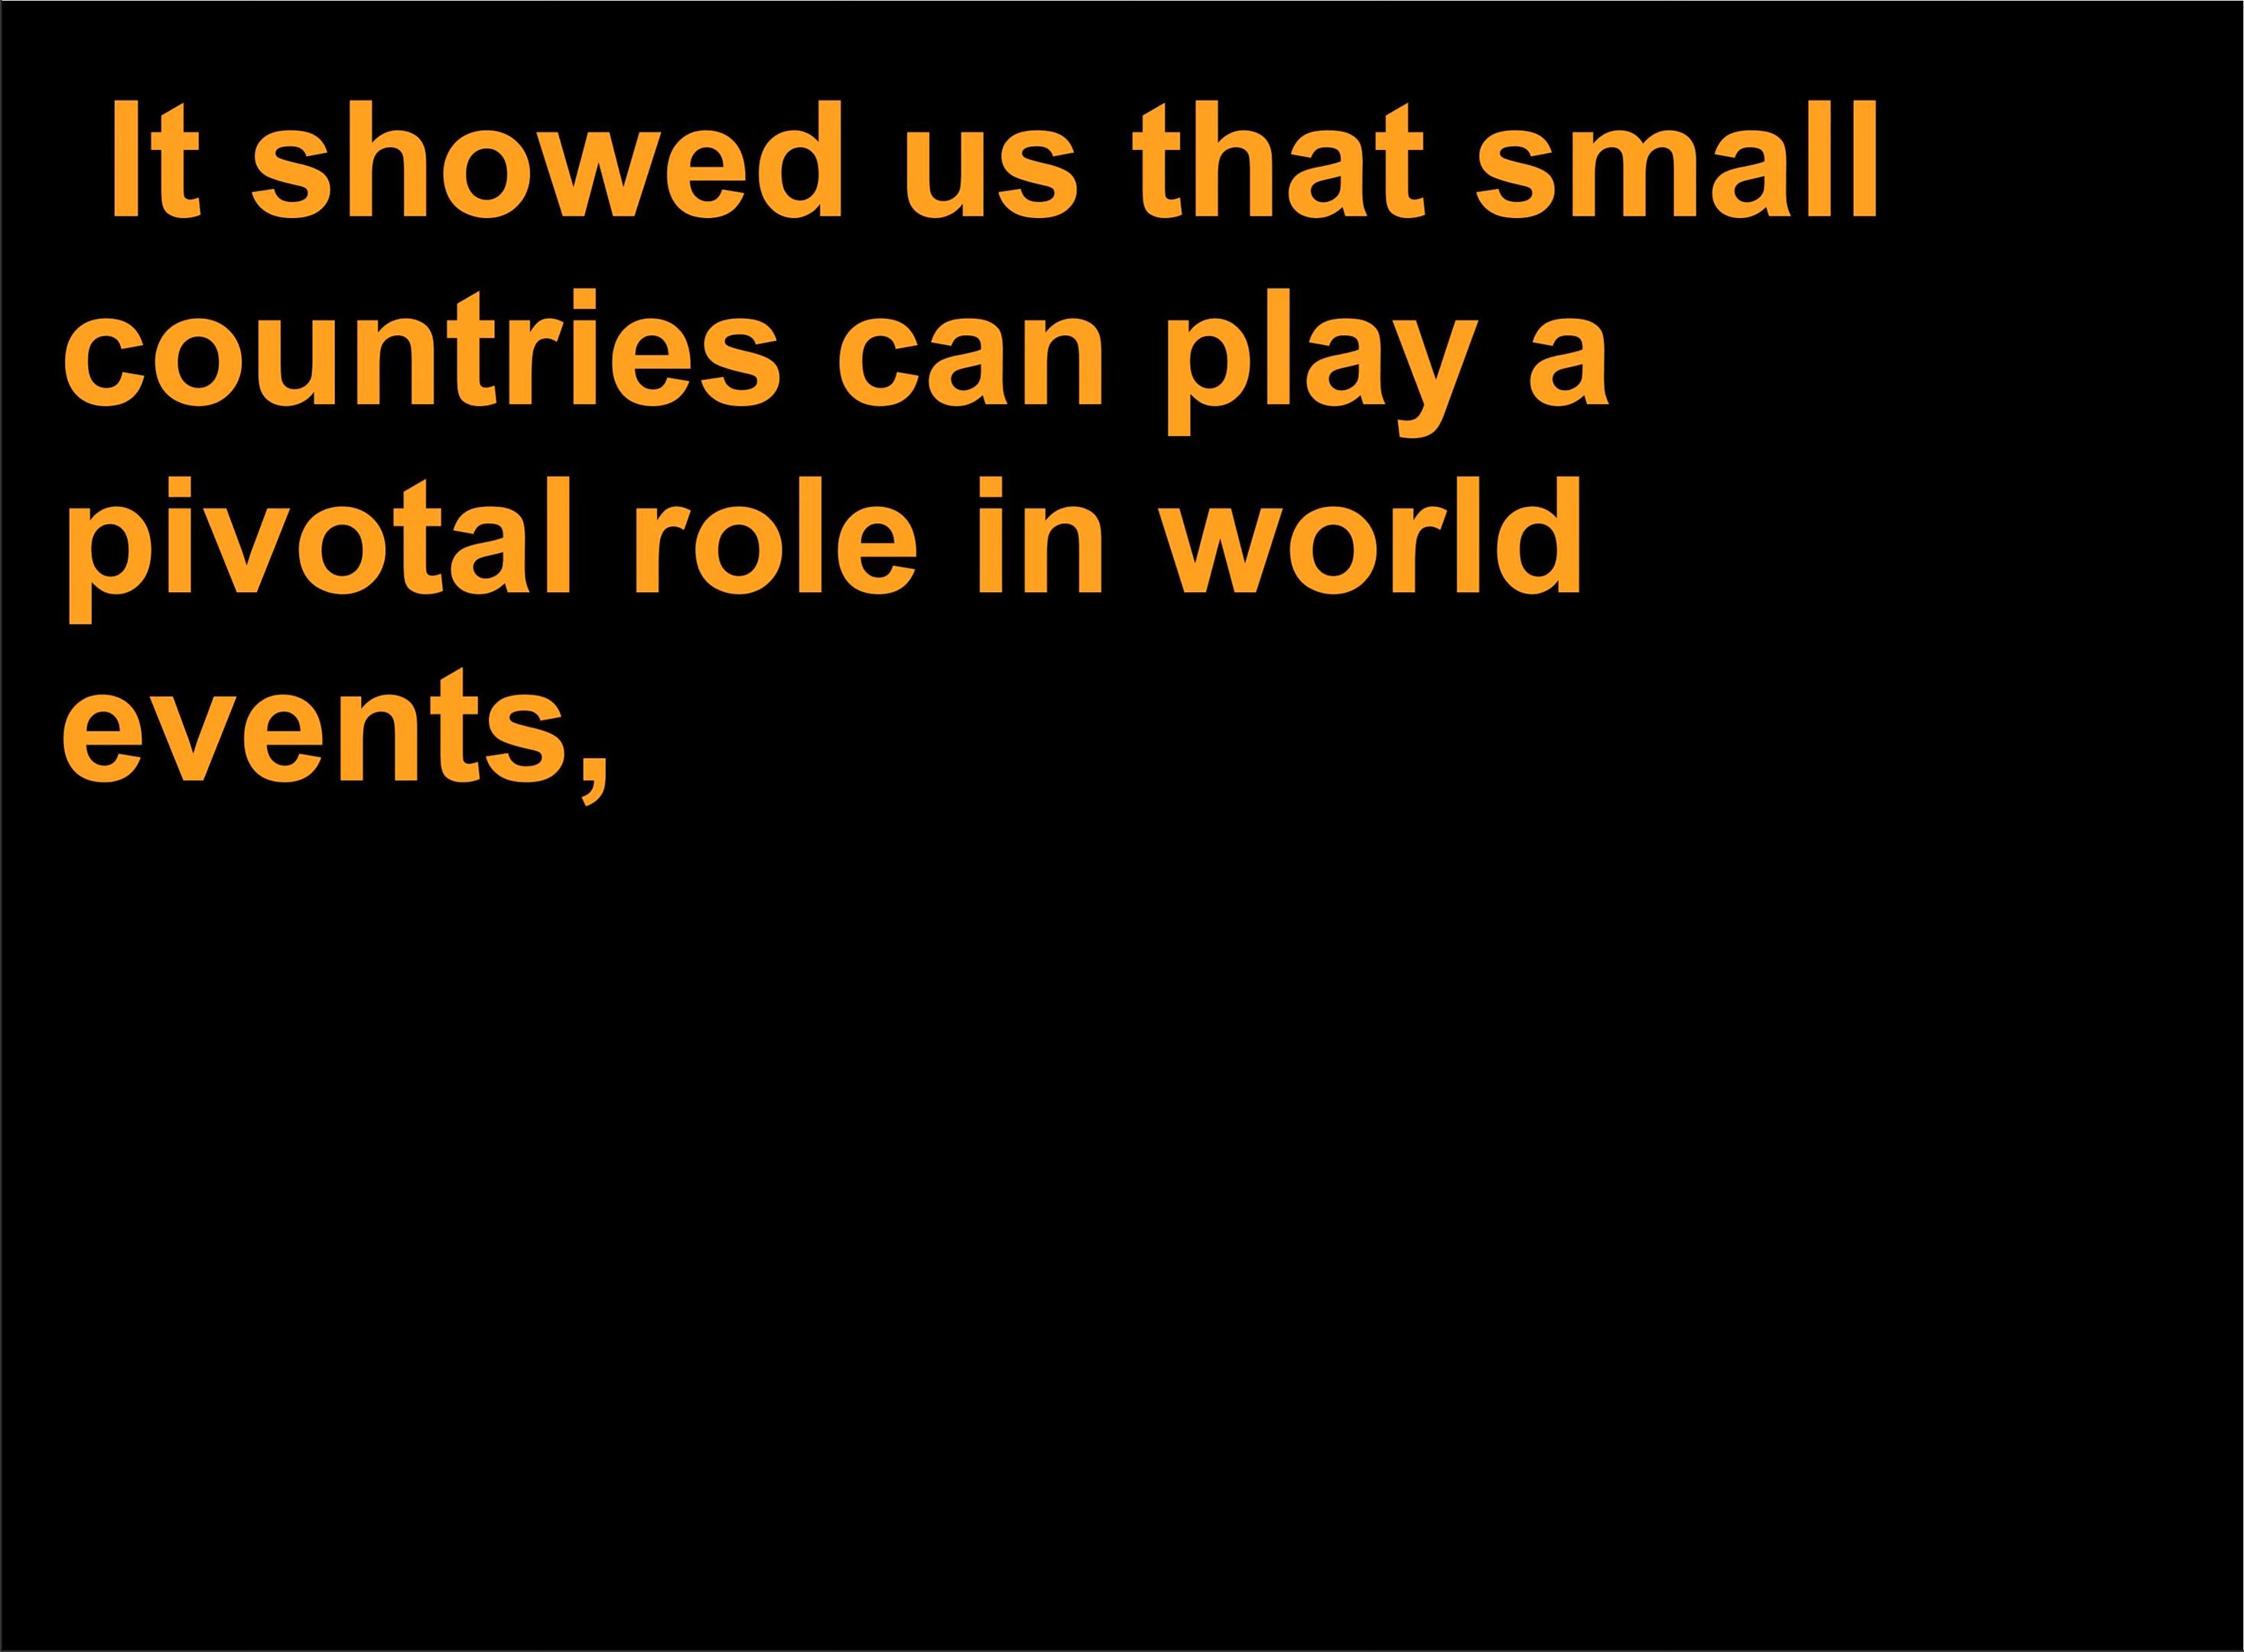 It showed us that small
countries can play a
pivotal role in world
events,